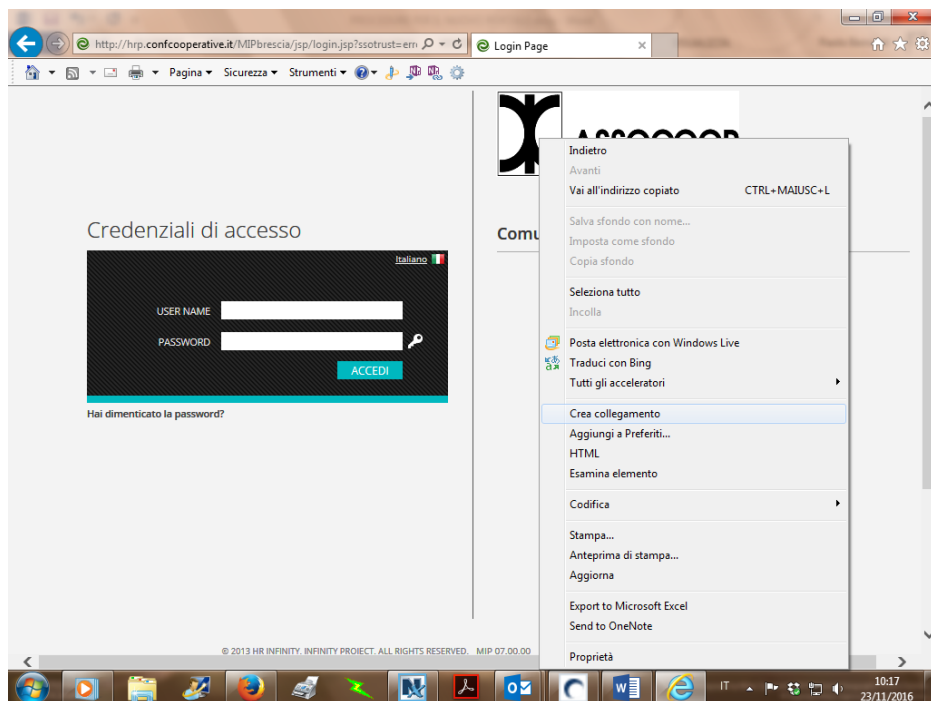 http://hrp.confcooperative.it/MIPbrescia/jsp/login.jsp?ssotrust=em
Login Page
Pagina
Sicurezza
Strumenti
Credenziali di accesso
Italiano
USER NAME
PASSWORD
ACCEDI
Hai dimenticato la password?
ASSOCOOP
Comu
Indietro
Avanti
Vai all'indirizzo copiato CTRL+MAIUSC+L
Salva sfondo con nome...
Imposta come sfondo
Copia sfondo
Seleziona tutto
Incolla
Posta elettronica con Windows Live
Traduci con Bing
Tutti gli acceleratori
Crea collegamento
Aggiungi a Preferiti...
HTML
Esamina elemento
Codifica
Stampa...
Anteprima di stampa...
Aggiorna
Export to Microsoft Excel
Send to OneNote
Proprietà
© 2013 HR INFINITY. INFINITY PROJECT. ALL RIGHTS RESERVED. MIP 07.00.00
IT
10:17
23/11/2016